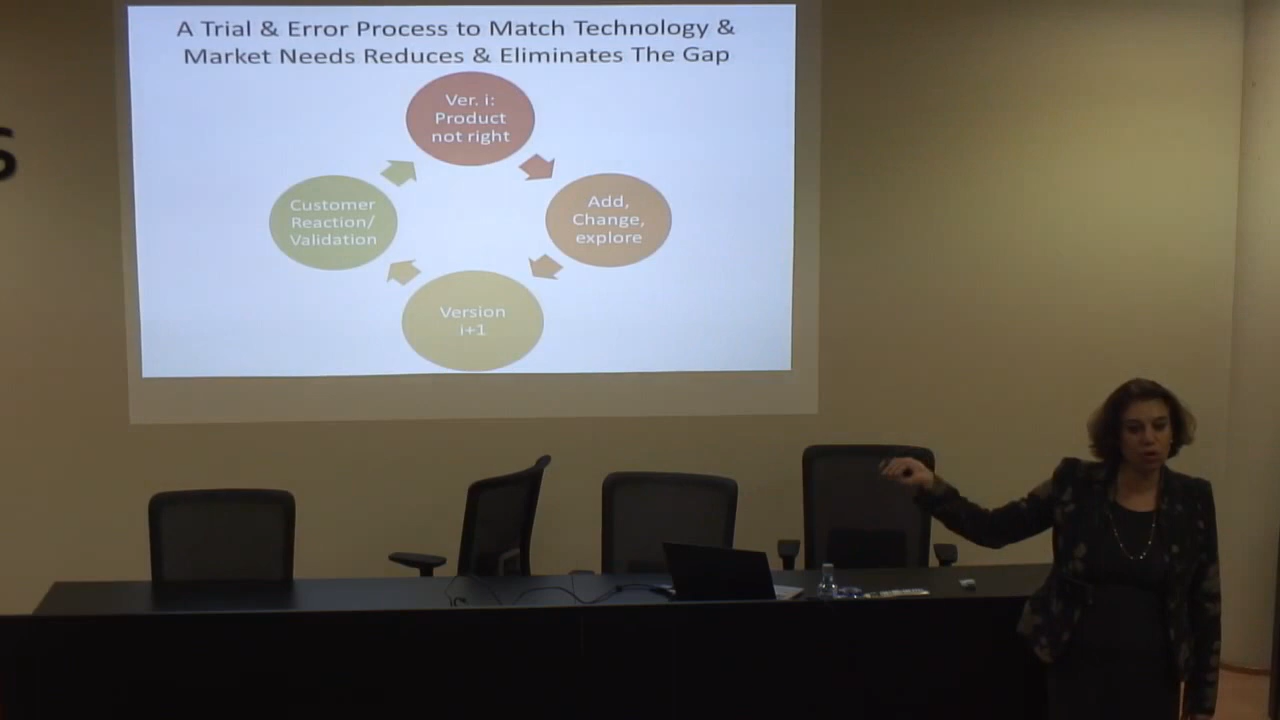 A Trial & Error Process to Match Technology &
Market Needs Reduces & Eliminates The Gap
Ver. i:
Product
not right
Add,
Change,
explore
Version
i+1
Customer
Reaction/
Validation